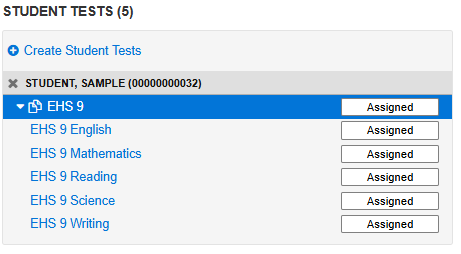 STUDENT TESTS (5)
Create Student Tests
STUDENT, SAMPLE (00000000032)
EHS 9 Assigned
EHS 9 English Assigned
EHS 9 Mathematics Assigned
EHS 9 Reading Assigned
EHS 9 Science Assigned
EHS 9 Writing Assigned